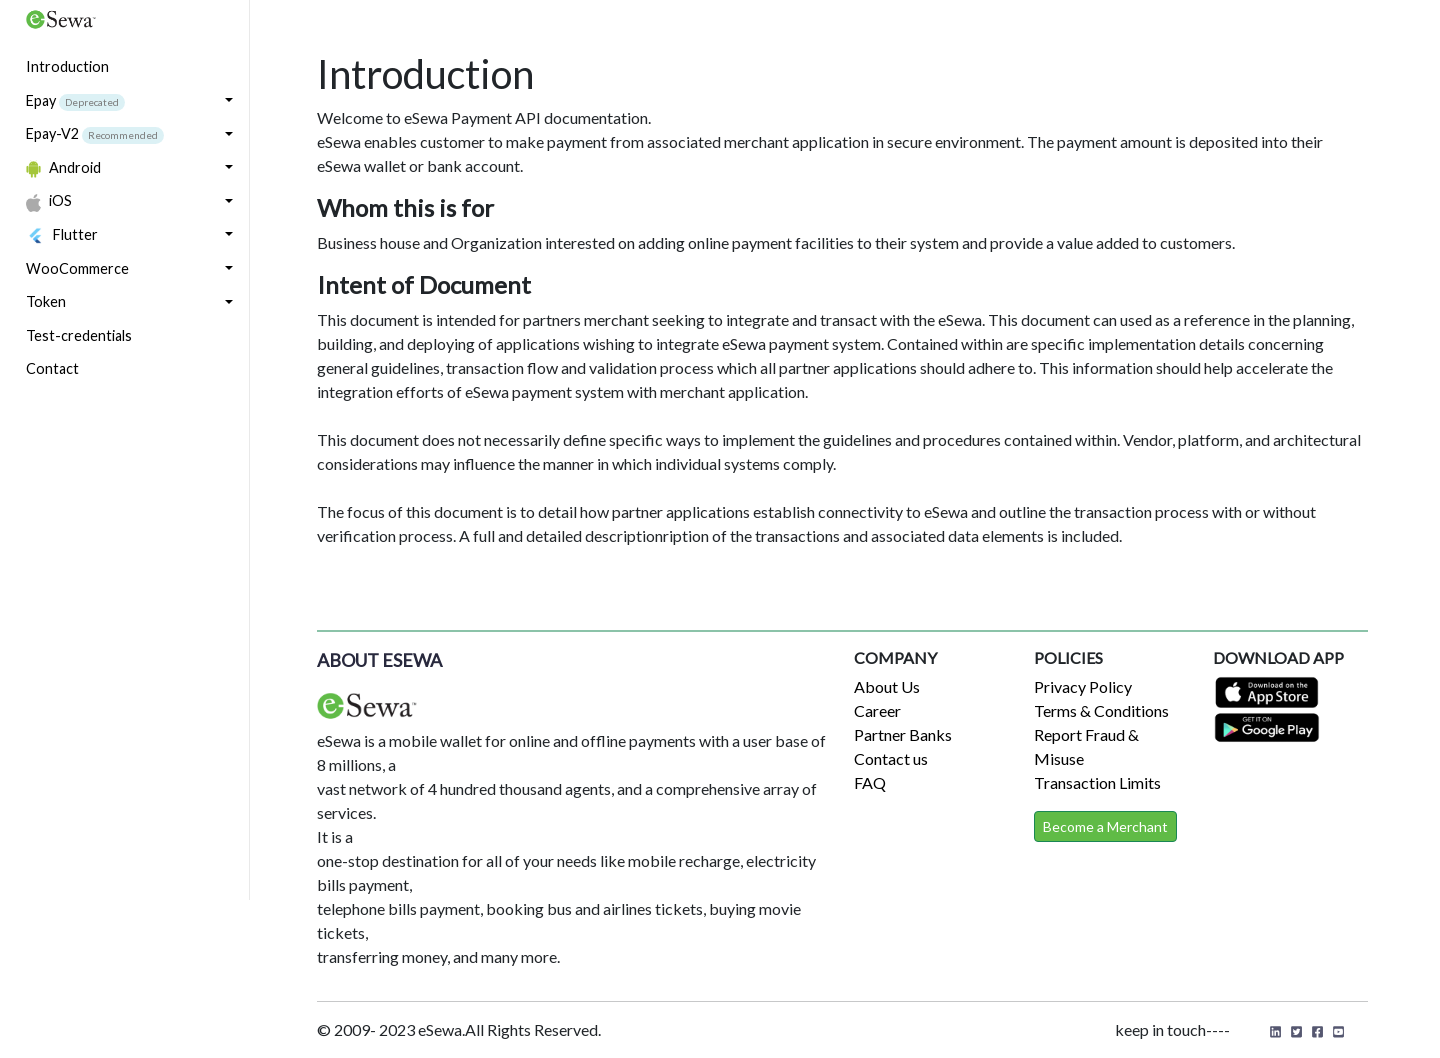 eSewa
Introduction
Epay Deprecated
Epay-V2 Recommended
Android
iOS
Flutter
WooCommerce
Token
Test-credentials
Contact
Introduction
Welcome to eSewa Payment API documentation.
eSewa enables customer to make payment from associated merchant application in secure environment. The payment amount is deposited into their
eSewa wallet or bank account.
Whom this is for
Business house and Organization interested on adding online payment facilities to their system and provide a value added to customers.
Intent of Document
This document is intended for partners merchant seeking to integrate and transact with the eSewa. This document can used as a reference in the planning,
building, and deploying of applications wishing to integrate eSewa payment system. Contained within are specific implementation details concerning
general guidelines, transaction flow and validation process which all partner applications should adhere to. This information should help accelerate the
integration efforts of eSewa payment system with merchant application.
This document does not necessarily define specific ways to implement the guidelines and procedures contained within. Vendor, platform, and architectural
considerations may influence the manner in which individual systems comply.
The focus of this document is to detail how partner applications establish connectivity to eSewa and outline the transaction process with or without
verification process. A full and detailed descriptionription of the transactions and associated data elements is included.
ABOUT ESEWA
eSewa
eSewa is a mobile wallet for online and offline payments with a user base of
8 millions, a
vast network of 4 hundred thousand agents, and a comprehensive array of
services.
It is a
one-stop destination for all of your needs like mobile recharge, electricity
bills payment,
telephone bills payment, booking bus and airlines tickets, buying movie
tickets,
transferring money, and many more.
COMPANY
About Us
Career
Partner Banks
Contact us
FAQ
POLICIES
Privacy Policy
Terms & Conditions
Report Fraud &
Misuse
Transaction Limits
Become a Merchant
DOWNLOAD APP
Download on the
App Store
GET IT ON
Google Play
© 2009- 2023 eSewa.All Rights Reserved.
keep in touch----